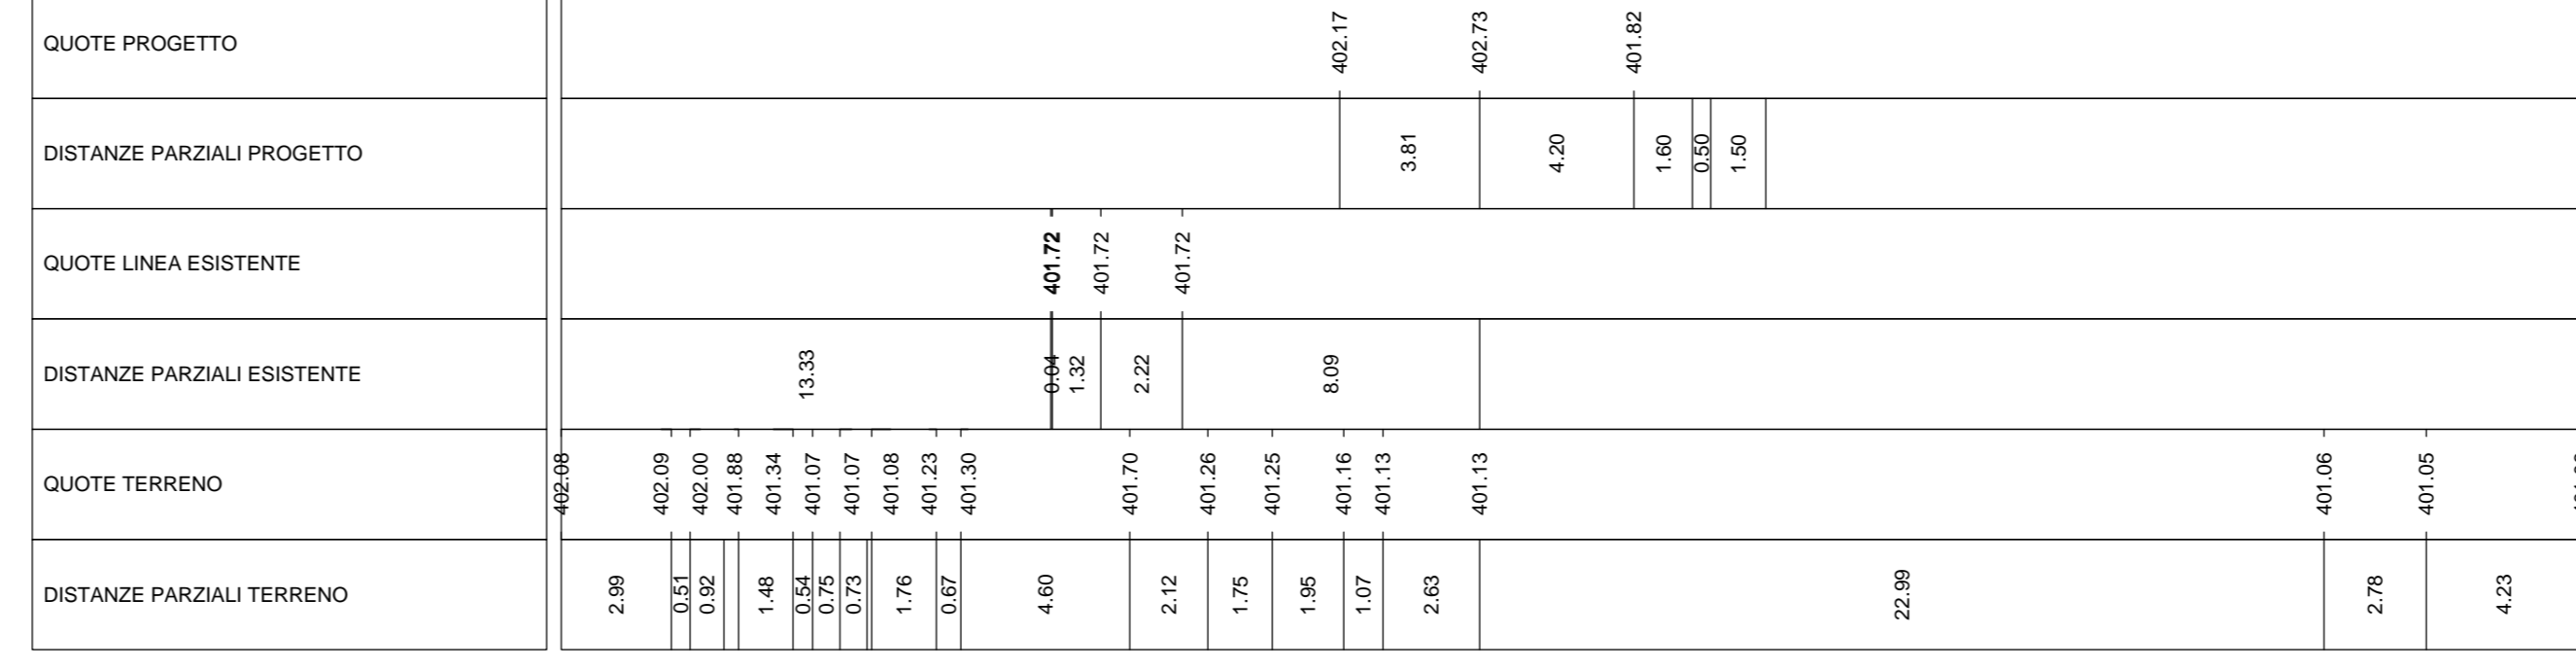 QUOTE PROGETTO
402.17 402.73 401.82
DISTANZE PARZIALI PROGETTO
3.81 4.20 1.60 0.50 1.50
QUOTE LINEA ESISTENTE
401.72 401.72 401.72
DISTANZE PARZIALI ESISTENTE
13.33 0.04 1.32 2.22 8.09
QUOTE TERRENO
402.08 402.09 402.00 401.88 401.34 401.07 401.07 401.08 401.23 401.30 401.70 401.26 401.25 401.16 401.13 401.13 401.06 401.05
DISTANZE PARZIALI TERRENO
2.99 0.51 0.92 1.48 0.54 0.75 0.73 1.76 0.67 4.60 2.12 1.75 1.95 1.07 2.63 22.99 2.78 4.23